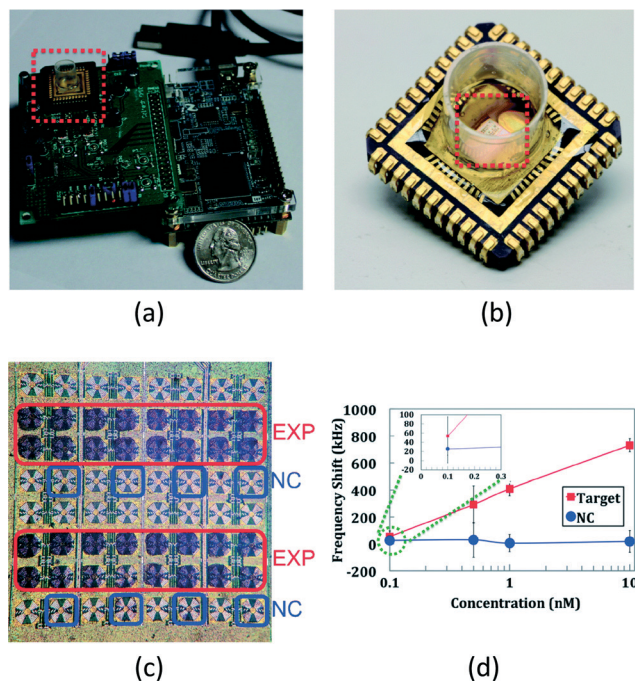 (a)
(b)
EXP
NC
EXP
NC
(c)
Frequency Shift (kHz)
1000
800
600
400
200
0
-200
100
80
60
40
20
0
-20
0
0.1
0.2
0.3
Target
NC
0.1
1
10
Concentration (nM)
(d)